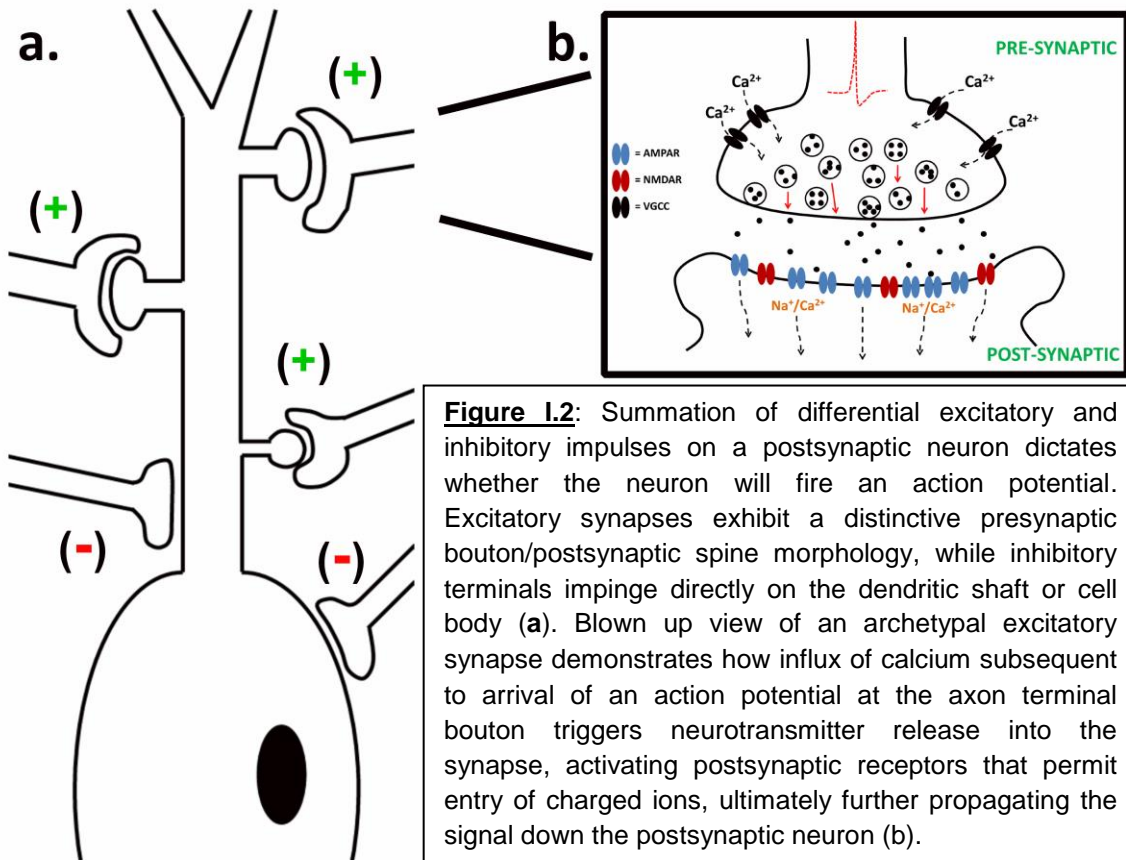 a.
(+)
(+)
(+)
(-)
(-)
b.
PRE-SYNAPTIC
Ca²⁺
Ca²⁺
Ca²⁺
Ca²⁺
= AMPAR
= NMDAR
= VGCC
Na⁺/Ca²⁺
Na⁺/Ca²⁺
POST-SYNAPTIC
Figure I.2: Summation of differential excitatory and
inhibitory impulses on a postsynaptic neuron dictates
whether the neuron will fire an action potential.
Excitatory synapses exhibit a distinctive presynaptic
bouton/postsynaptic spine morphology, while inhibitory
terminals impinge directly on the dendritic shaft or cell
body (a). Blown up view of an archetypal excitatory
synapse demonstrates how influx of calcium subsequent
to arrival of an action potential at the axon terminal
bouton triggers neurotransmitter release into the
synapse, activating postsynaptic receptors that permit
entry of charged ions, ultimately further propagating the
signal down the postsynaptic neuron (b).